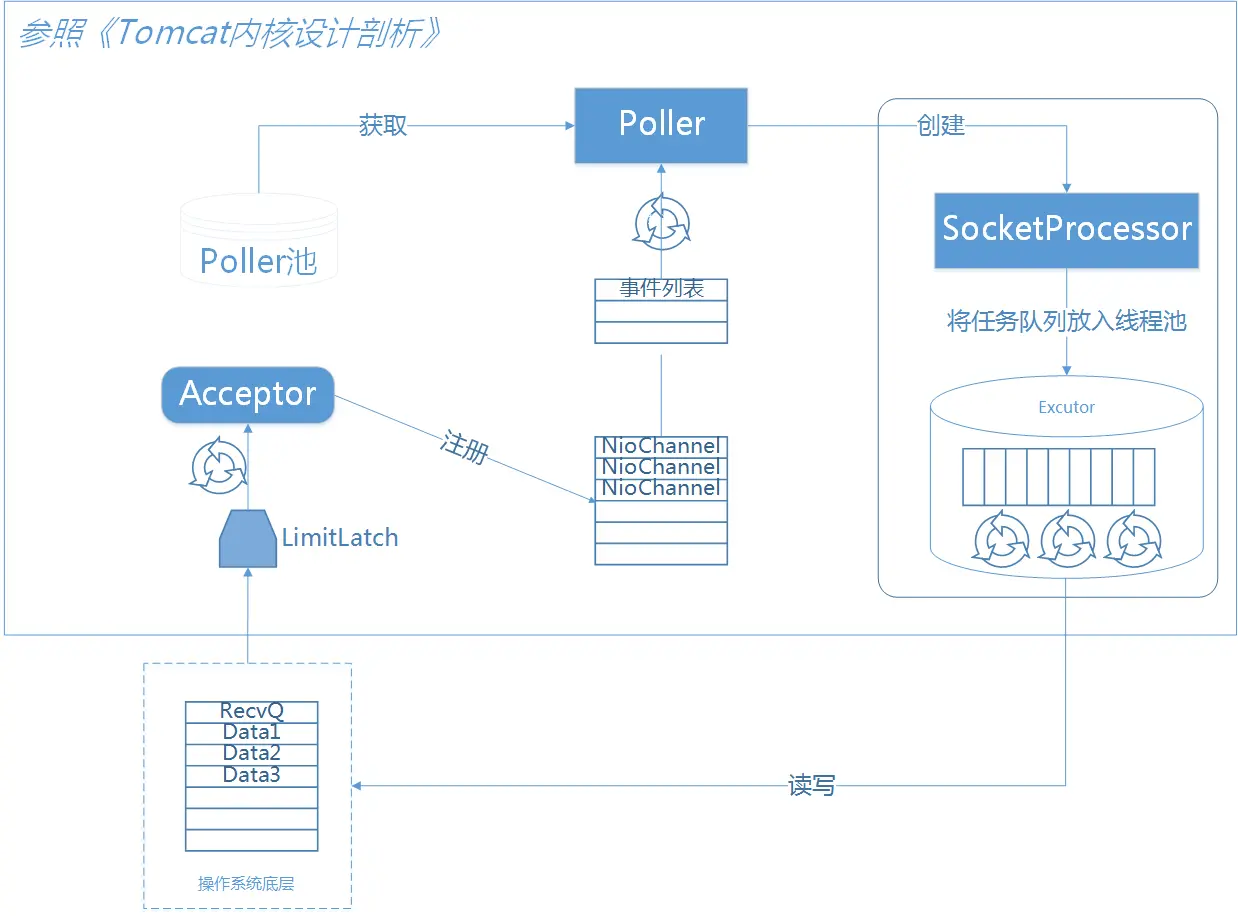 参照《Tomcat内核设计剖析》
获取
Poller
创建
Poller池
SocketProcessor
事件列表
将任务队列放入线程池
Acceptor
Excutor
注册
NioChannel
NioChannel
NioChannel
LimitLatch
RecvQ
Data1
Data2
Data3
读写
操作系统底层